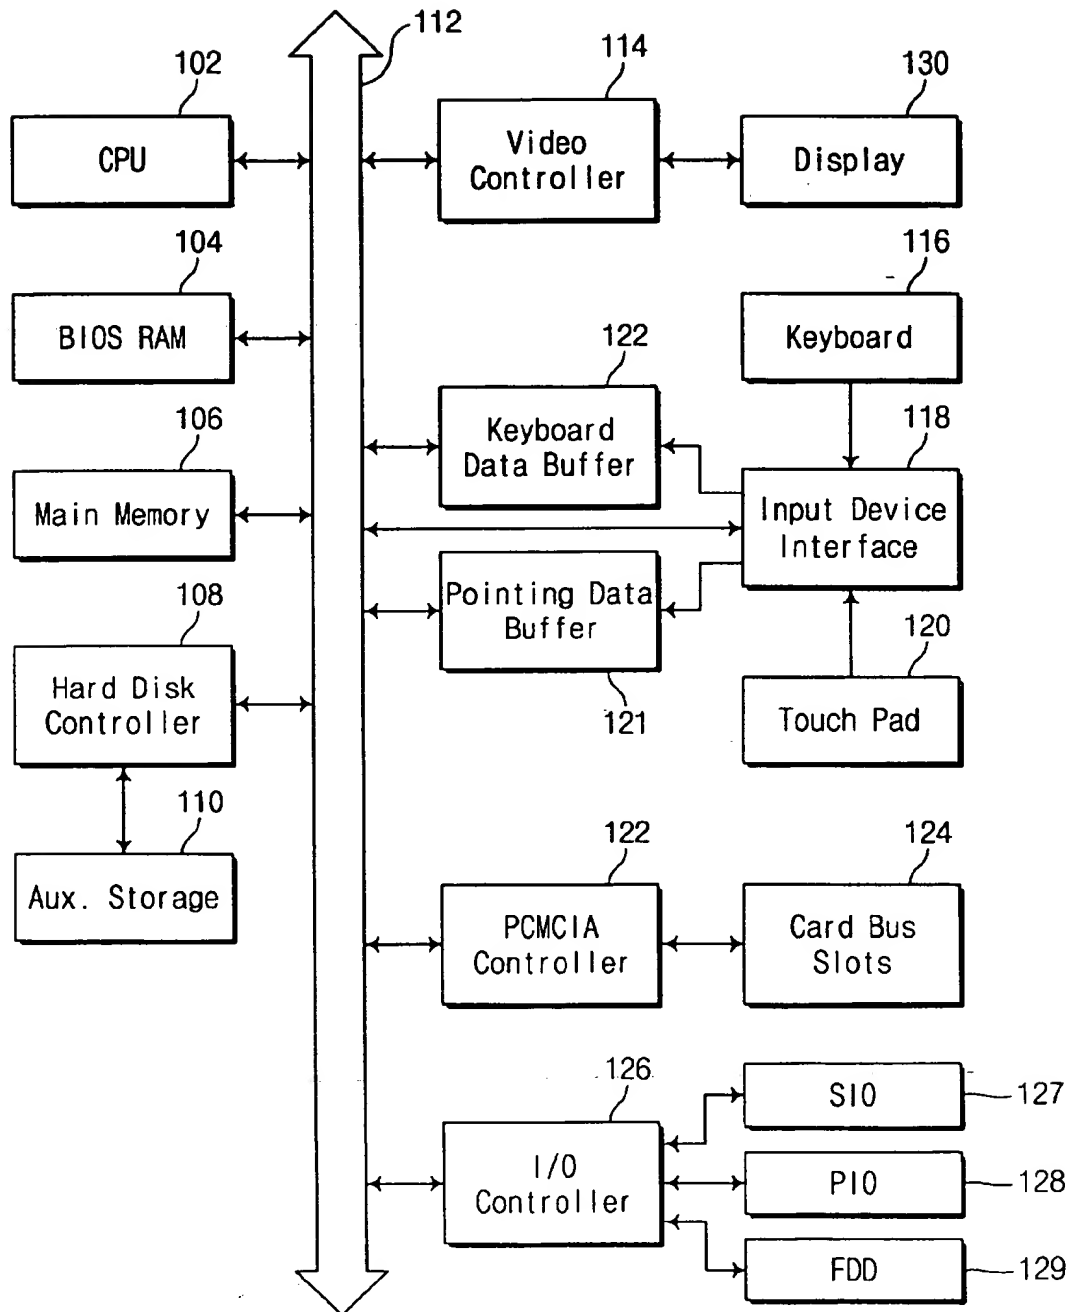 112
102
CPU
114
Video
Controller
130
Display
104
BIOS RAM
116
Keyboard
122
Keyboard
Data Buffer
106
Main Memory
118
Input Device
Interface
Pointing Data
Buffer
121
108
Hard Disk
Controller
120
Touch Pad
110
Aux. Storage
122
PCMCIA
Controller
124
Card Bus
Slots
126
I/O
Controller
SIO
127
PIO
128
FDD
129